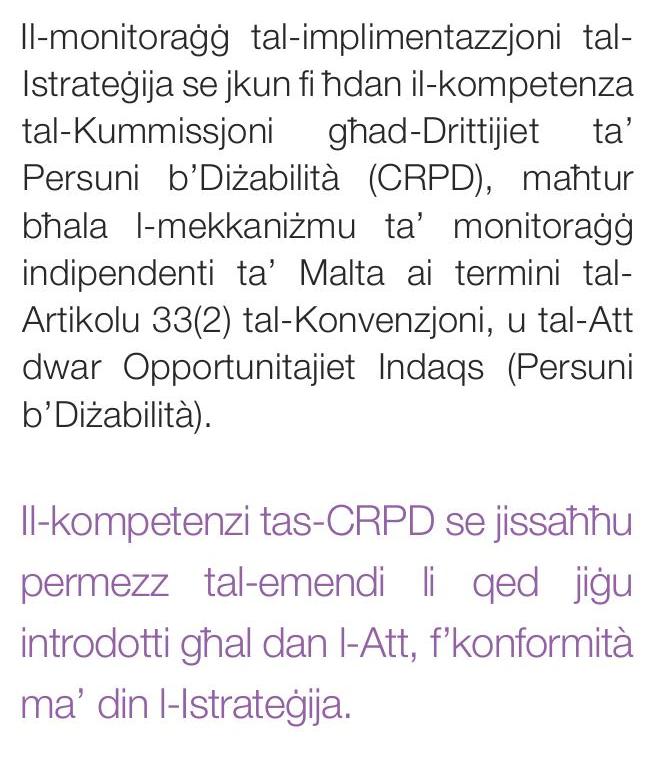 Il-monitoraġġ tal-implimentazzjoni tal-
Istrateġija se jkun fi ħdan il-kompetenza
tal-Kummissjoni għad-Drittijiet ta’
Persuni b’Diżabilità (CRPD), maħtur
bħala l-mekkaniżmu ta’ monitoraġġ
indipendenti ta’ Malta ai termini tal-
Artikolu 33(2) tal-Konvenzjoni, u tal-Att
dwar Opportunitajiet Indaqs (Persuni
b’Diżabilità).
Il-kompetenzi tas-CRPD se jissaħħu
permezz tal-emendi li qed jiġu
introdotti għal dan l-Att, f’konformità
ma’ din l-Istrateġija.